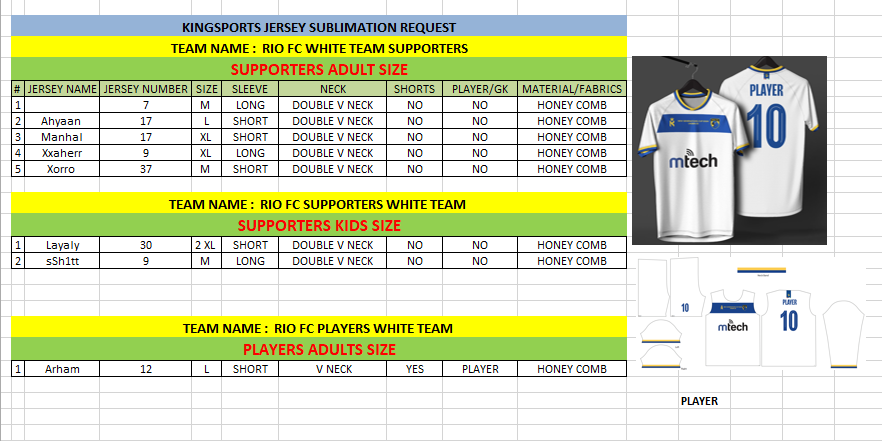 KINGSPORTS JERSEY SUBLIMATION REQUEST
TEAM NAME : RIO FC WHITE TEAM SUPPORTERS
SUPPORTERS ADULT SIZE
# JERSEY NAME JERSEY NUMBER SIZE SLEEVE NECK SHORTS PLAYER/GK MATERIAL/FABRICS
1 7 M LONG DOUBLE V NECK NO NO HONEY COMB
2 Ahyaan 17 L SHORT DOUBLE V NECK NO NO HONEY COMB
3 Manhal 17 XL SHORT DOUBLE V NECK NO NO HONEY COMB
4 Xxaherr 9 XL LONG DOUBLE V NECK NO NO HONEY COMB
5 Xorro 37 M SHORT DOUBLE V NECK NO NO HONEY COMB
TEAM NAME : RIO FC SUPPORTERS WHITE TEAM
SUPPORTERS KIDS SIZE
1 Layaly 30 2 XL SHORT DOUBLE V NECK NO NO HONEY COMB
2 sSh1tt 9 M LONG DOUBLE V NECK NO NO HONEY COMB
TEAM NAME : RIO FC PLAYERS WHITE TEAM
PLAYERS ADULTS SIZE
1 Arham 12 L SHORT V NECK YES PLAYER HONEY COMB
PLAYER
10
mtech
10
PLAYER
10
mtech
PLAYER